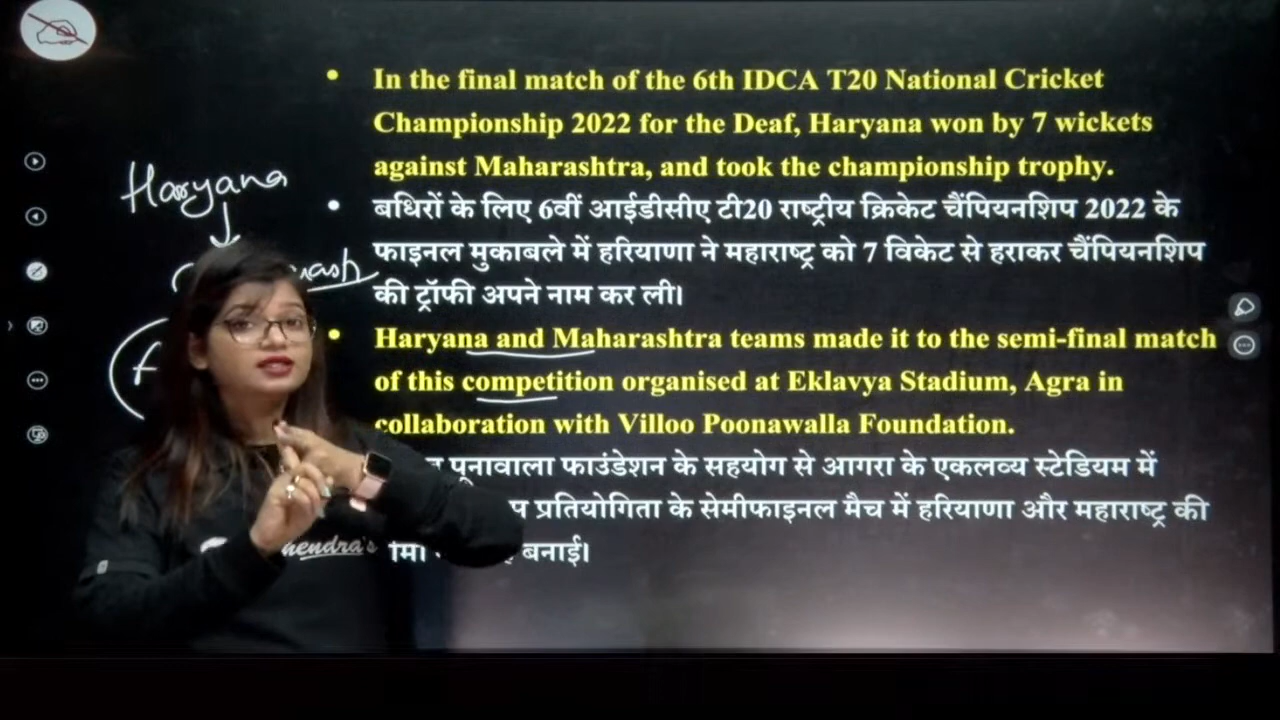 In the final match of the 6th IDCA T20 National Cricket
Championship 2022 for the Deaf, Haryana won by 7 wickets
against Maharashtra, and took the championship trophy.
बधिरों के लिए 6वीं आईडीसीए टी20 राष्ट्रीय क्रिकेट चैंपियनशिप 2022 के
फाइनल मुकाबले में हरियाणा ने महाराष्ट्र को 7 विकेट से हराकर चैंपियनशिप
की ट्रॉफी अपने नाम कर ली।
Haryana and Maharashtra teams made it to the semi-final match
of this competition organised at Eklavya Stadium, Agra in
collaboration with Villoo Poonawalla Foundation.
पूनावाला फाउंडेशन के सहयोग से आगरा के एकलव्य स्टेडियम में
प्रतियोगिता के सेमीफाइनल मैच में हरियाणा और महाराष्ट्र की
बनाई।
Haryana